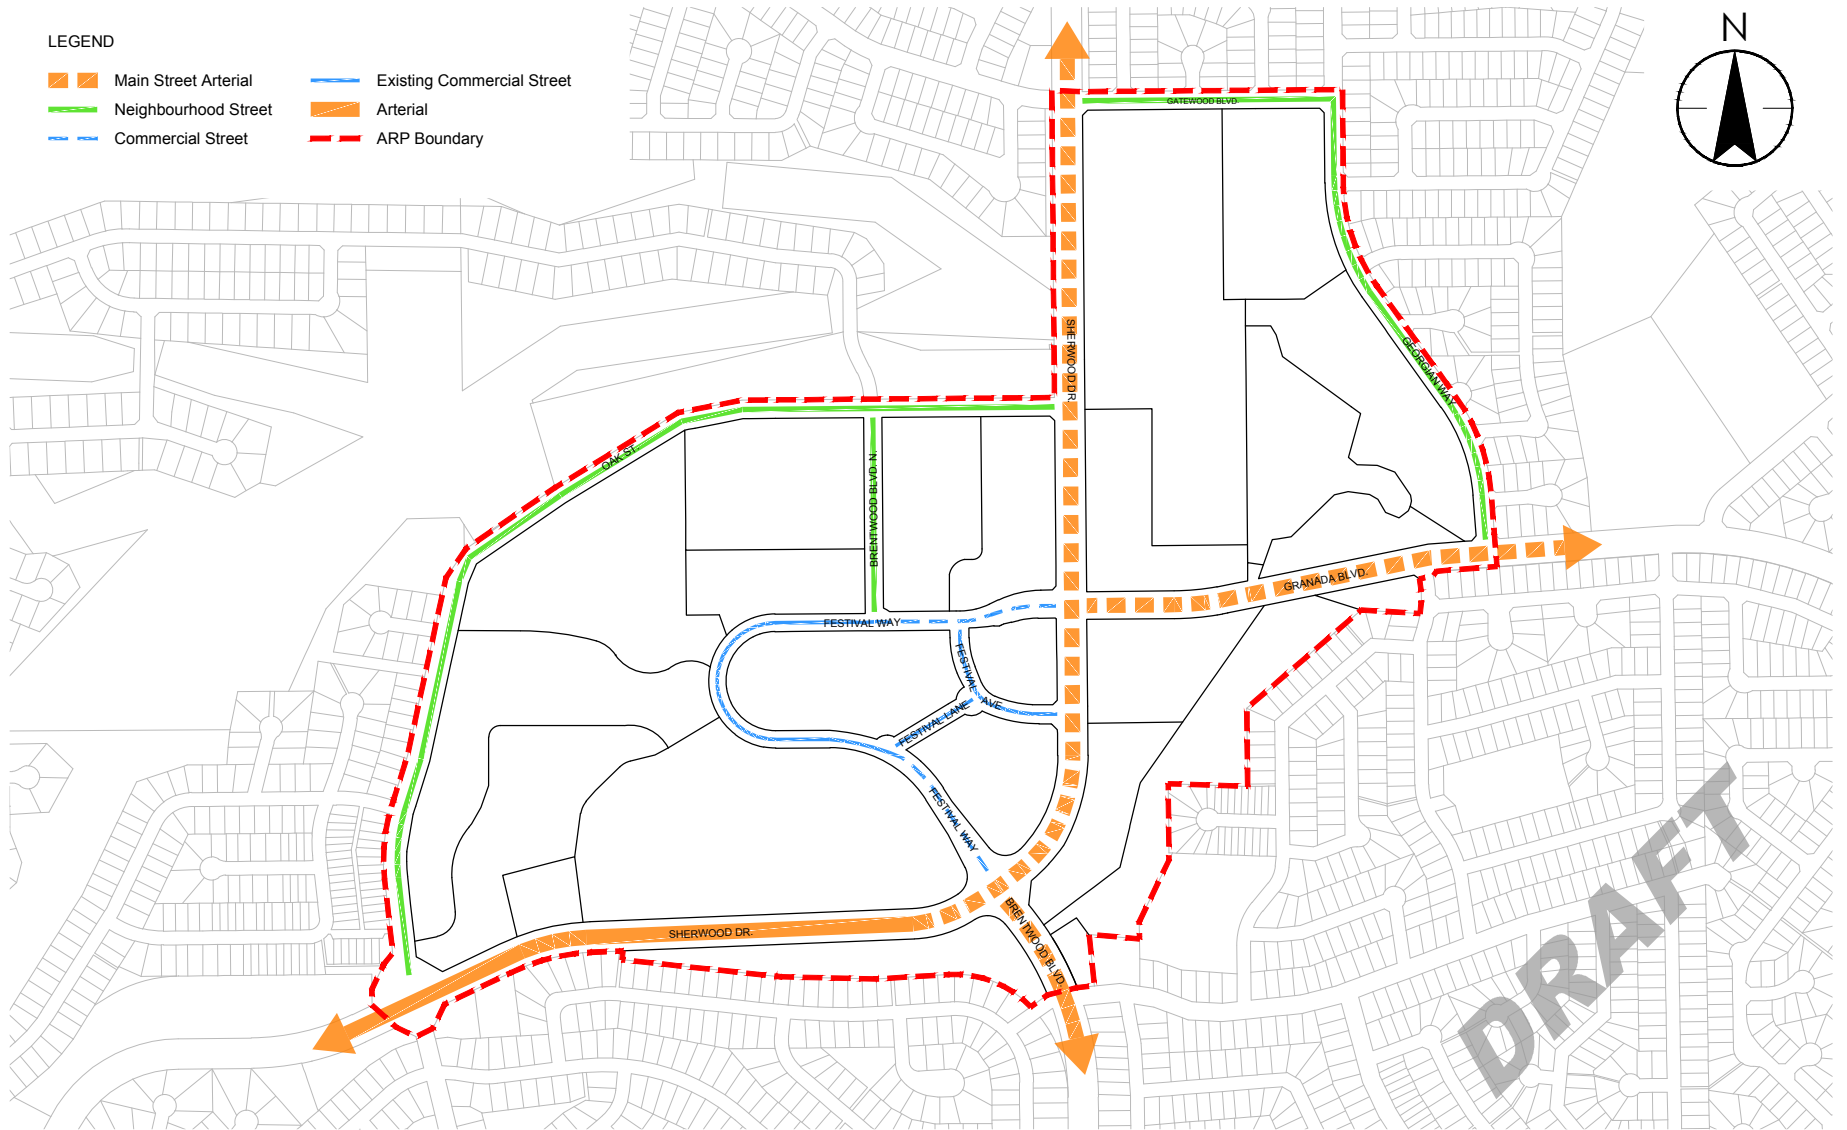 LEGEND
Main Street Arterial
Neighbourhood Street
Commercial Street
Existing Commercial Street
Arterial
ARP Boundary
N
GATEWOOD BLVD.
SHERWOOD DR.
GEORGIAN WAY
OAK ST.
BRENTWOOD BLVD. N.
GRANADA BLVD.
FESTIVAL WAY
FESTIVAL AVE
FESTIVAL LANE
FESTIVAL WAY
SHERWOOD DR.
BRENTWOOD BLVD.
DRAFT